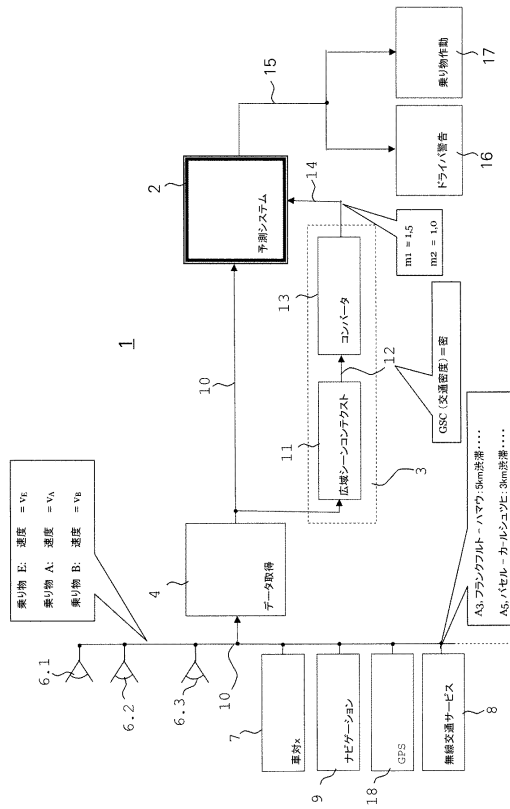 1
乗り物 E: 速度 = vE
乗り物 A: 速度 = vA
乗り物 B: 速度 = vB
6.1
6.2
6.3
10
7
車対x
9
ナビゲーション
18
GPS
無線交通サービス
8
A3, フランクフルト - ハマウ: 5km渋滞・・・・
A5, バセル - カールシュツヒ: 3km渋滞・・・・
4
データ取得
10
11
広域シーンコンテクスト
12
GSC (交通密度) = 密
3
13
コンバータ
14
m1 = 1,5
m2 = 1,0
2
予測システム
15
ドライバ警告
16
乗り物作動
17